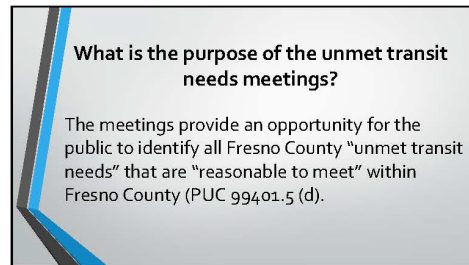 What is the purpose of the unmet transit
needs meetings?
The meetings provide an opportunity for the
public to identify all Fresno County “unmet transit
needs” that are “reasonable to meet” within
Fresno County (PUC 99401.5 (d).